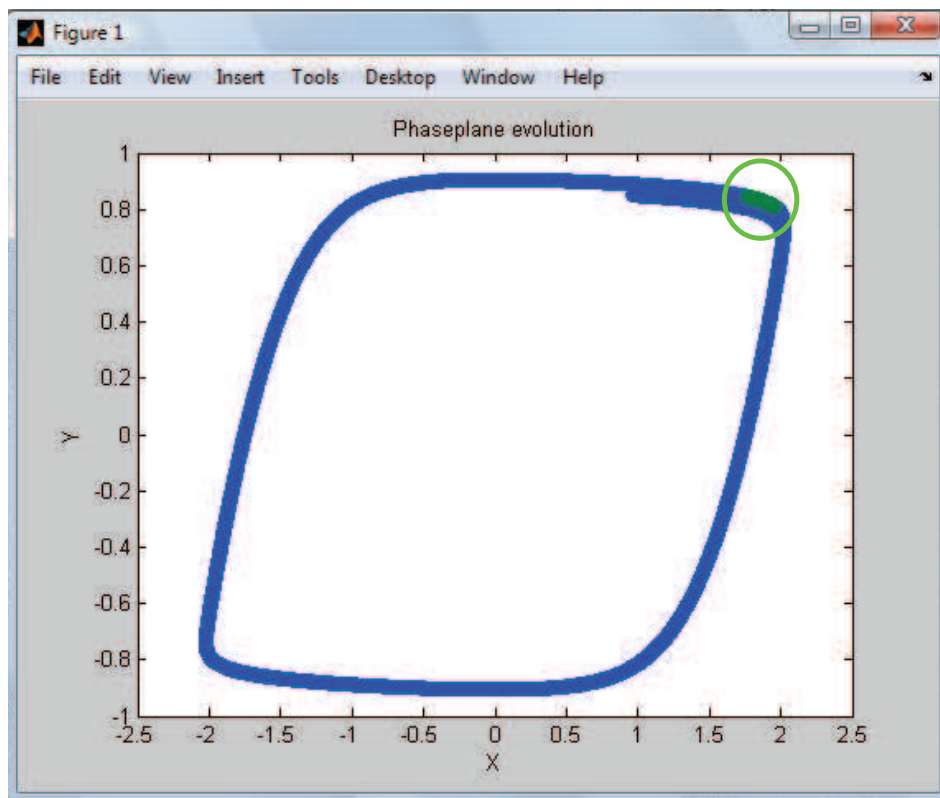 Figure 1
File Edit View Insert Tools Desktop Window Help
Phaseplane evolution
1
0.8
0.6
0.4
0.2
0
-0.2
-0.4
-0.6
-0.8
-1
Y
-2.5 -2 -1.5 -1 -0.5 0 0.5 1 1.5 2 2.5
X